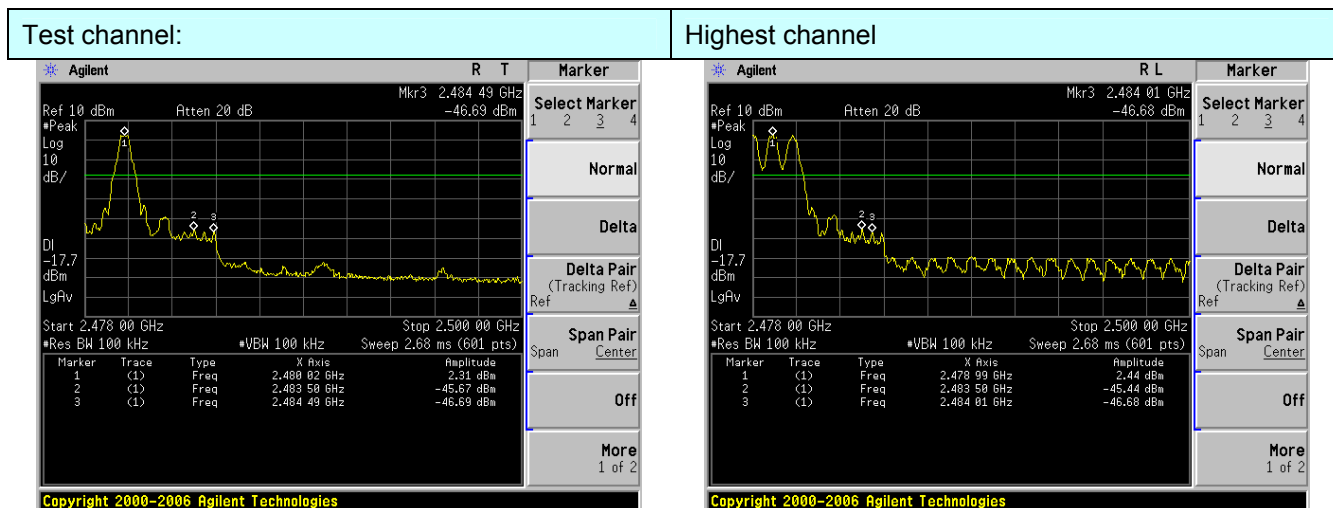 Test channel:
Highest channel
Agilent R T Marker
Mkr3 2.484 49 GHz
Ref 10 dBm Atten 20 dB -46.69 dBm
#Peak
Log
10
dB/
1
2 3
DI
-17.7
dBm
LgAv
Start 2.478 00 GHz Stop 2.500 00 GHz
#Res BW 100 kHz #VBW 100 kHz Sweep 2.68 ms (601 pts)
Marker Trace Type X Axis Amplitude
1 (1) Freq 2.480 02 GHz 2.31 dBm
2 (1) Freq 2.483 50 GHz -45.67 dBm
3 (1) Freq 2.484 49 GHz -46.69 dBm
Select Marker
1 2 3 4
Normal
Delta
Delta Pair
(Tracking Ref)
Ref Δ
Span Pair
Span Center
Off
More
1 of 2
Copyright 2000-2006 Agilent Technologies
Agilent R L Marker
Mkr3 2.484 01 GHz
Ref 10 dBm Atten 20 dB -46.68 dBm
#Peak
Log
10
dB/
1
2 3
DI
-17.7
dBm
LgAv
Start 2.478 00 GHz Stop 2.500 00 GHz
#Res BW 100 kHz #VBW 100 kHz Sweep 2.68 ms (601 pts)
Marker Trace Type X Axis Amplitude
1 (1) Freq 2.478 99 GHz 2.44 dBm
2 (1) Freq 2.483 50 GHz -45.44 dBm
3 (1) Freq 2.484 01 GHz -46.68 dBm
Select Marker
1 2 3 4
Normal
Delta
Delta Pair
(Tracking Ref)
Ref Δ
Span Pair
Span Center
Off
More
1 of 2
Copyright 2000-2006 Agilent Technologies